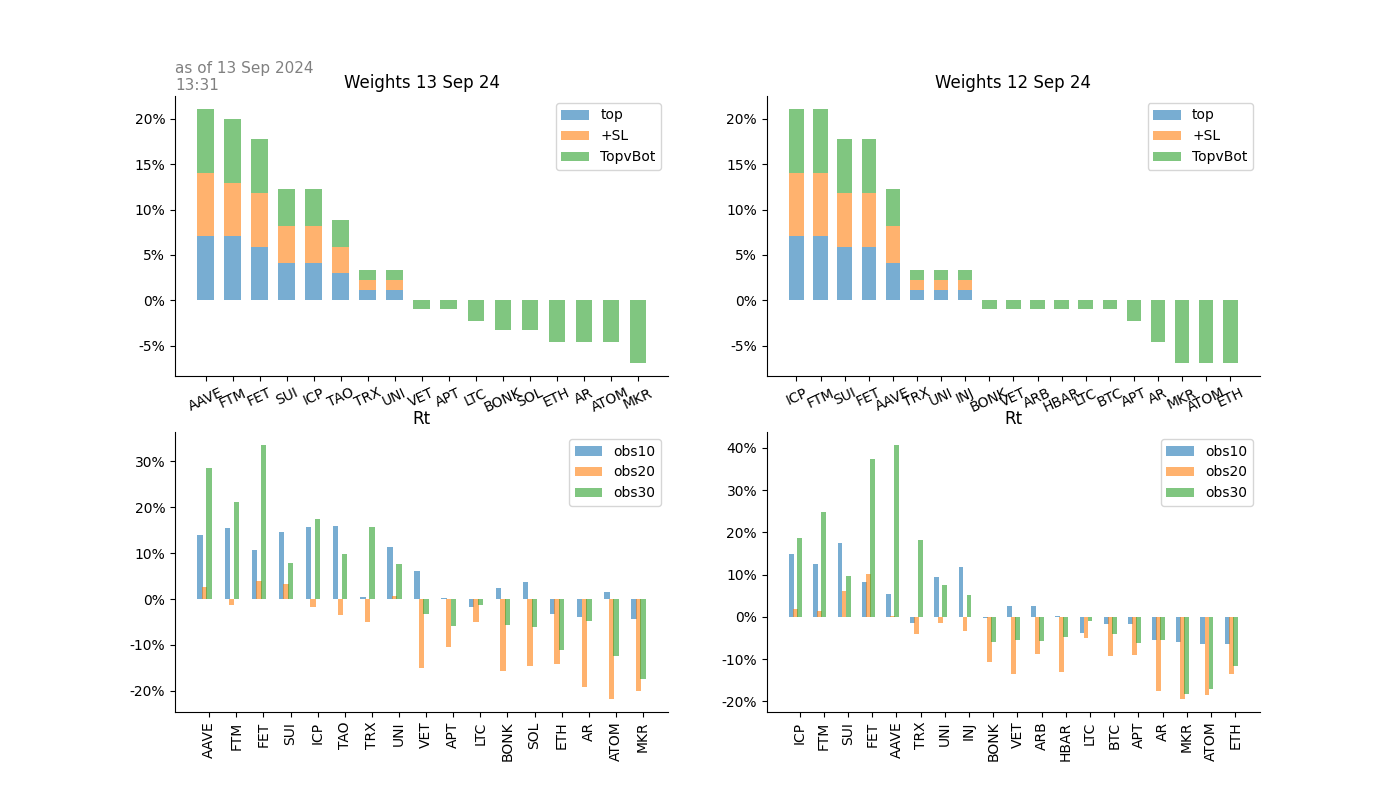 as of 13 Sep 2024
13:31
Weights 13 Sep 24
20%
15%
10%
5%
0%
-5%
top
+SL
TopvBot
AAVE FTM FET SUI ICP TAO TRX UNI VET APT LTC BONK SOL ETH AR ATOM MKR
Weights 12 Sep 24
20%
15%
10%
5%
0%
-5%
top
+SL
TopvBot
ICP FTM SUI FET AAVE TRX UNI INJ BONK VET ARB HBAR LTC BTC APT AR MKR ATOM ETH
Rt
30%
20%
10%
0%
-10%
-20%
obs10
obs20
obs30
AAVE FTM FET SUI ICP TAO TRX UNI VET APT LTC BONK SOL ETH AR ATOM MKR
Rt
40%
30%
20%
10%
0%
-10%
-20%
obs10
obs20
obs30
ICP FTM SUI FET AAVE TRX UNI INJ BONK VET ARB HBAR LTC BTC APT AR MKR ATOM ETH